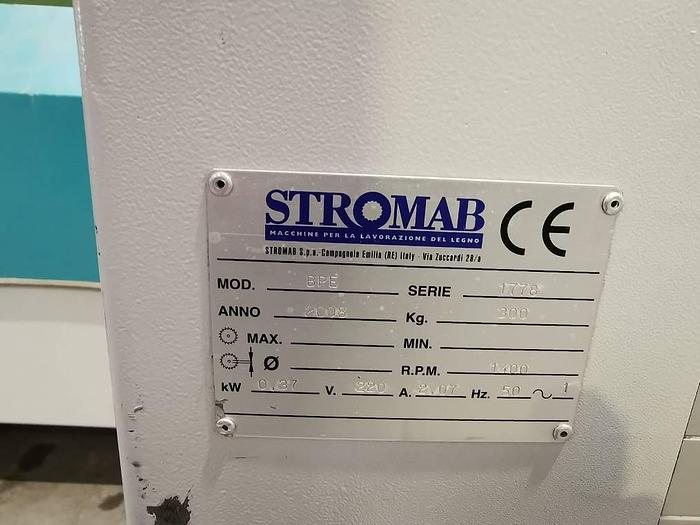 STROMAB CE
MACCHINE PER LA LAVORAZIONE DEL LEGNO
STROMAB S.p.a. - Campagnola Emilia (RE) Italy - Via Zuccardi 28/a
MOD. BPE SERIE 1778
ANNO 2008 Kg. 300
MAX. MIN.
Ø R.P.M. 1400
kW 0/37 V. 220 A. 2/07 Hz. 50 ~ 1